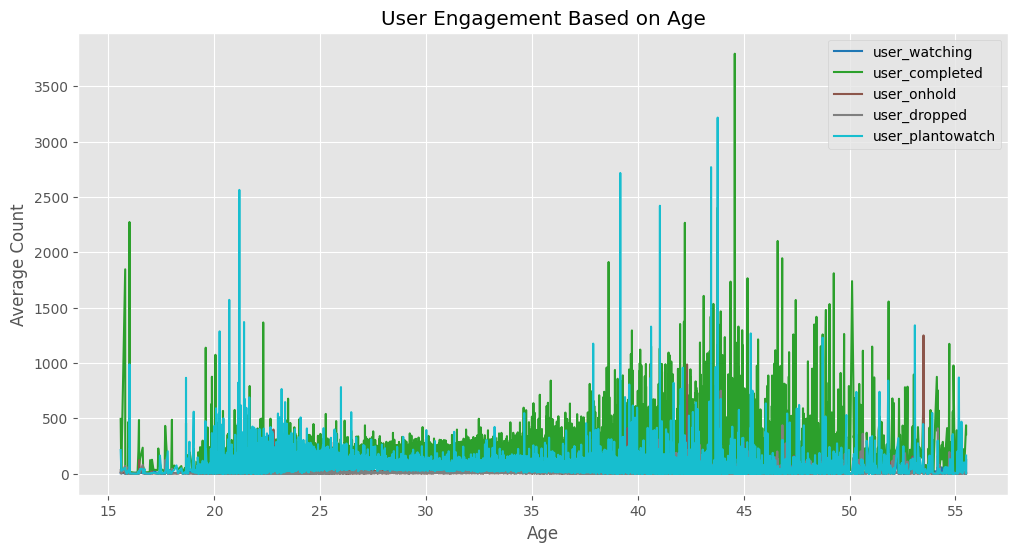 User Engagement Based on Age
user_watching
user_completed
user_onhold
user_dropped
user_plantowatch
Average Count
3500
3000
2500
2000
1500
1000
500
0
15 20 25 30 35 40 45 50 55
Age